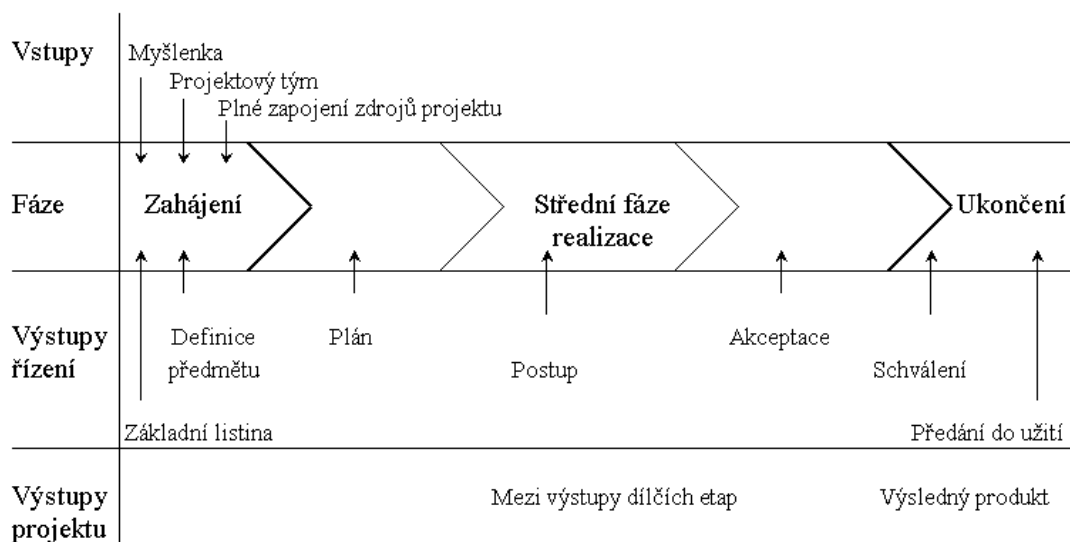 Vstupy
Myšlenka
Projektový tým
Plné zapojení zdrojů projektu
Fáze
Zahájení
Střední fáze
realizace
Ukončení
Výstupy
řízení
Definice
předmětu
Plán
Postup
Akceptace
Schválení
Základní listina
Předání do užití
Výstupy
projektu
Mezi výstupy dílčích etap
Výsledný produkt